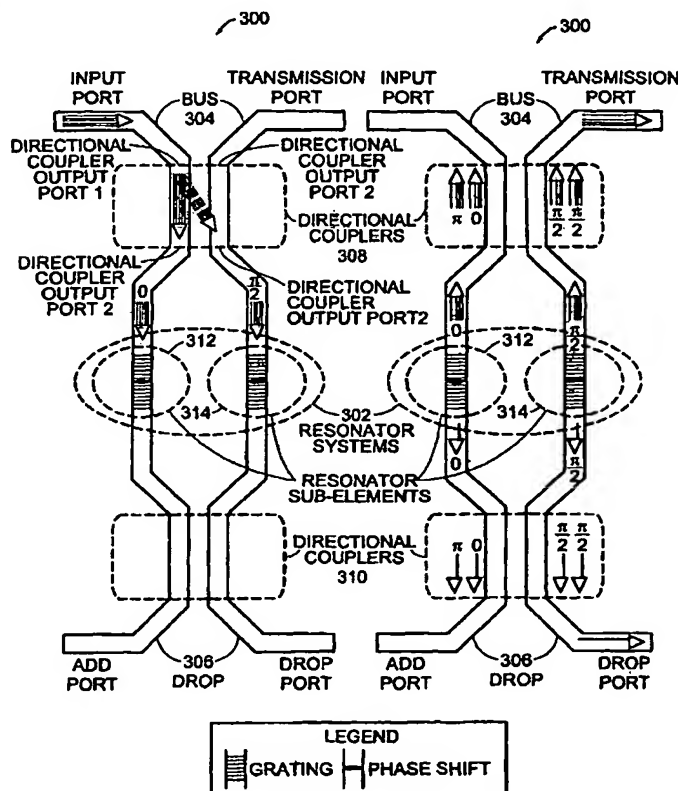 300
300
INPUT PORT
BUS 304
TRANSMISSION PORT
INPUT PORT
BUS 304
TRANSMISSION PORT
DIRECTIONAL COUPLER OUTPUT PORT 1
DIRECTIONAL COUPLER OUTPUT PORT 2
DIRECTIONAL COUPLERS 308
π 0
π/2 π/2
DIRECTIONAL COUPLER OUTPUT PORT 2
DIRECTIONAL COUPLER OUTPUT PORT2
0
π/2
0
π/2
312
312
314
314
302 RESONATOR SYSTEMS
0
π/2
RESONATOR SUB-ELEMENTS
DIRECTIONAL COUPLERS 310
π 0
π/2 π/2
ADD PORT
306 DROP
DROP PORT
ADD PORT
306 DROP
DROP PORT
LEGEND
GRATING
PHASE SHIFT